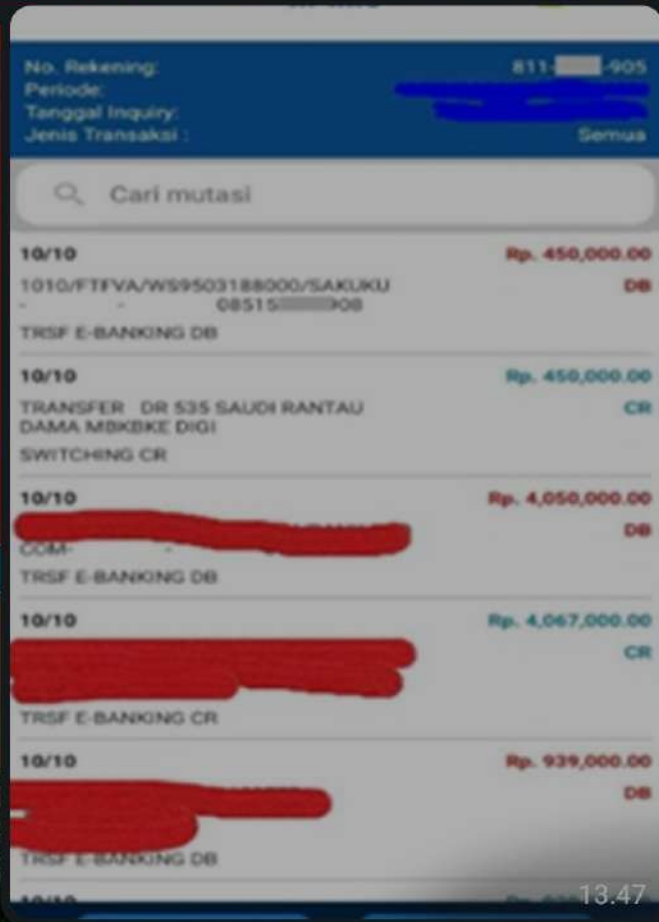 No. Rekening: 811- -905
Periode:
Tanggal Inquiry:
Jenis Transaksi : Semua
Cari mutasi
10/10 Rp. 450,000.00
1010/FTFVA/WS9503188000/SAKUKU DB
- - 08515 908
TRSF E-BANKING DB
10/10 Rp. 450,000.00
TRANSFER DR 535 SAUDI RANTAU CR
DAMA MBKBKE DIGI
SWITCHING CR
10/10 Rp. 4,050,000.00
DB
COM- -
TRSF E-BANKING DB
10/10 Rp. 4,067,000.00
CR
TRSF E-BANKING CR
10/10 Rp. 939,000.00
DB
TRSF E-BANKING DB
10/10
13.47